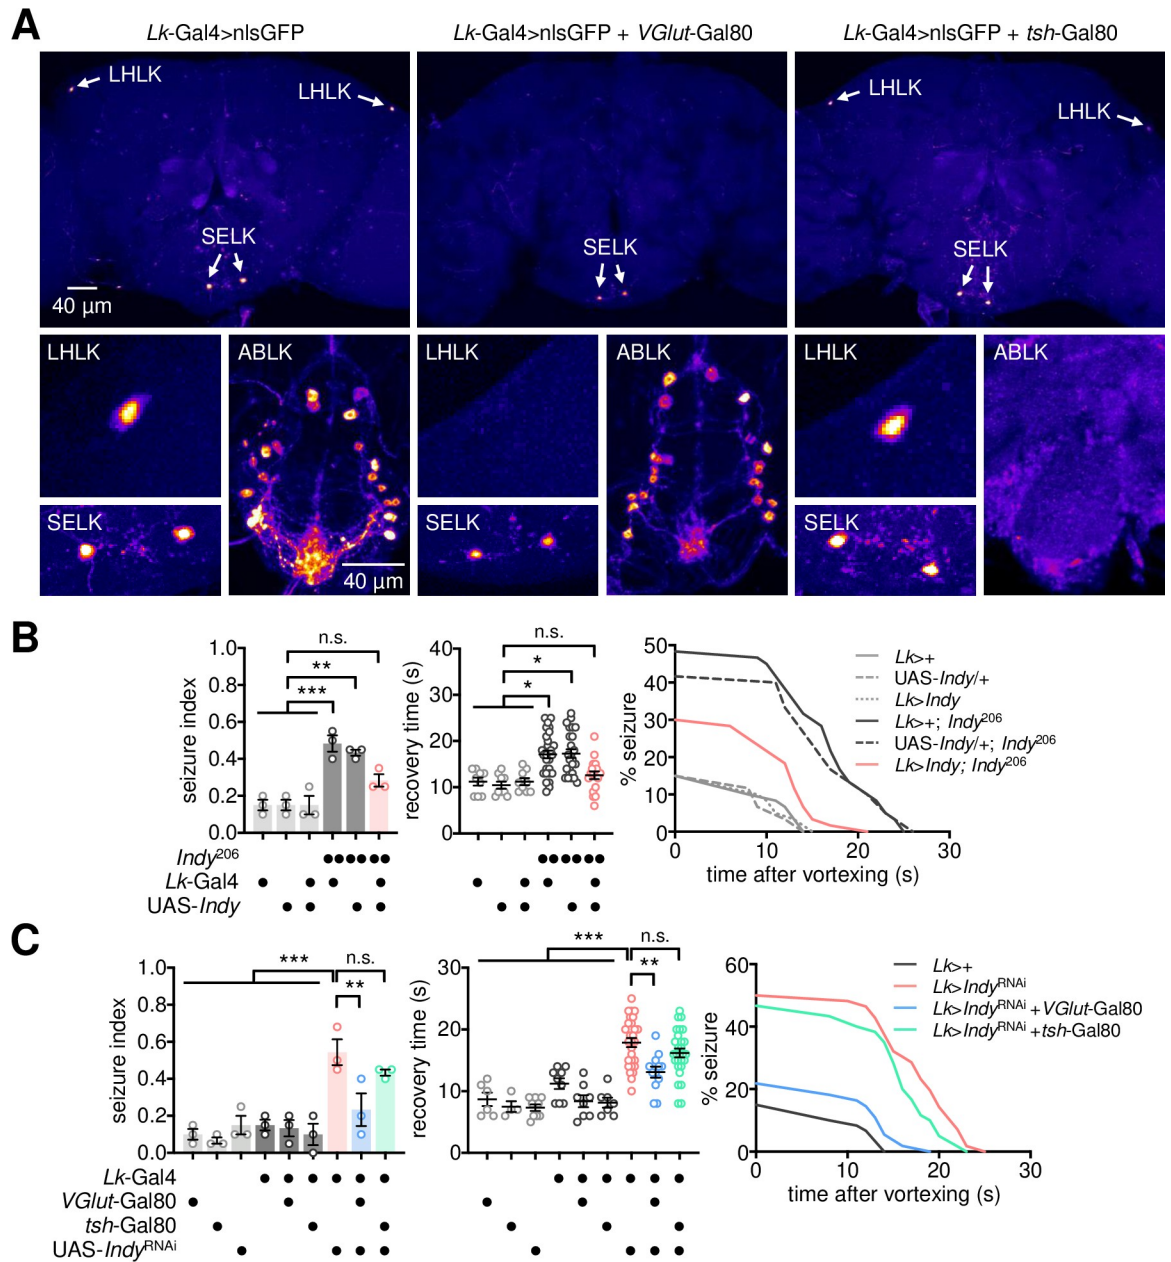 A
Lk-Gal4>nlsGFP
Lk-Gal4>nlsGFP + VGlut-Gal80
Lk-Gal4>nlsGFP + tsh-Gal80
LHLK
LHLK
SELK
40 µm
SELK
LHLK
LHLK
SELK
LHLK
ABLK
SELK
40 µm
LHLK
ABLK
SELK
LHLK
ABLK
SELK
B
seizure index
1.0
0.8
0.6
0.4
0.2
0.0
n.s.
**
***
recovery time (s)
40
30
20
10
0
n.s.
*
*
Indy²⁰⁶
Lk-Gal4
UAS-Indy
% seizure
50
40
30
20
10
0
0
10
20
30
time after vortexing (s)
Lk>+
UAS-Indy/+
Lk>Indy
Lk>+; Indy²⁰⁶
UAS-Indy/+; Indy²⁰⁶
Lk>Indy; Indy²⁰⁶
C
seizure index
1.0
0.8
0.6
0.4
0.2
0.0
***
n.s.
**
recovery time (s)
30
20
10
0
***
n.s.
**
Lk-Gal4
VGlut-Gal80
tsh-Gal80
UAS-Indyᴿᴺᴬⁱ
% seizure
60
40
20
0
0
10
20
30
time after vortexing (s)
Lk>+
Lk>Indyᴿᴺᴬⁱ
Lk>Indyᴿᴺᴬⁱ +VGlut-Gal80
Lk>Indyᴿᴺᴬⁱ +tsh-Gal80